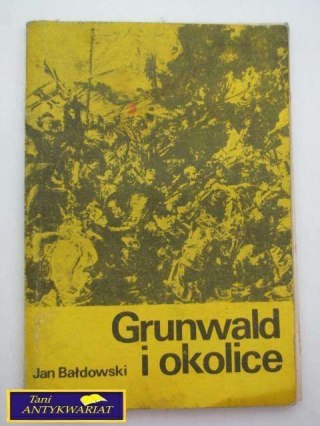 Grunwald
i okolice
Jan Bałdowski
Tani
ANTYKWARIAT